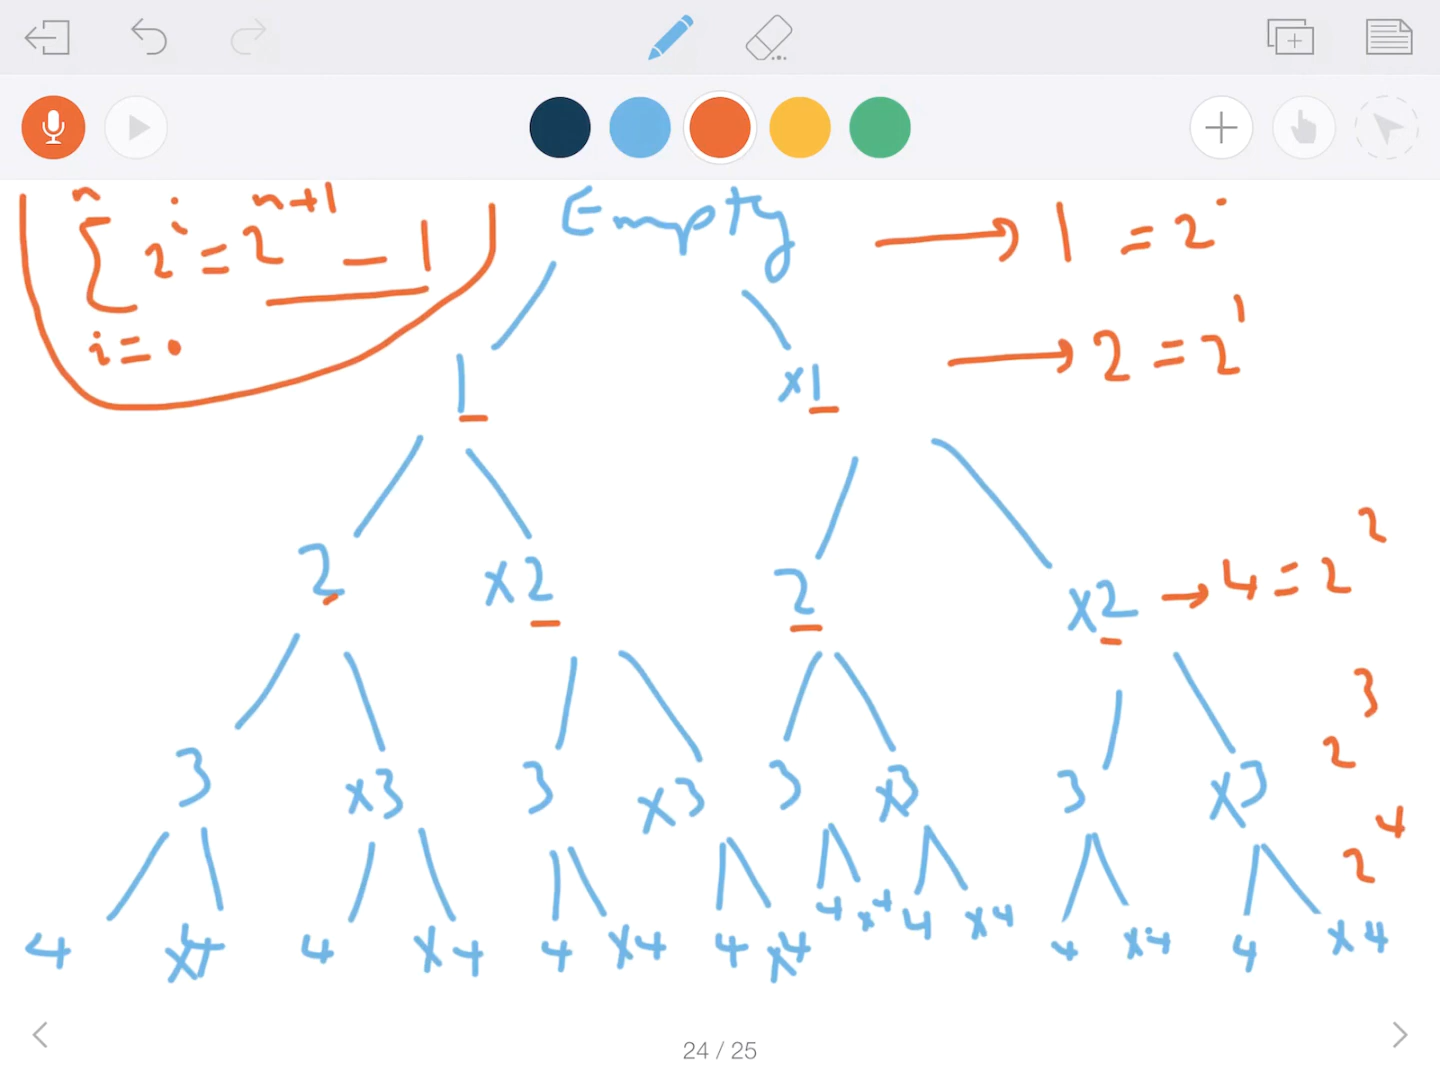 n
Σ 2^i = 2^(n+1) - 1
i=0
Empty → 1 = 2^0
1 x1 → 2 = 2^1
2 x2 2 x2 → 4 = 2^2
3 x3 3 x3 3 x3 3 x3 2^3
4 x4 4 x4 4 x4 4 x4 4 x4 4 x4 4 x4 4 x4 2^4
24 / 25